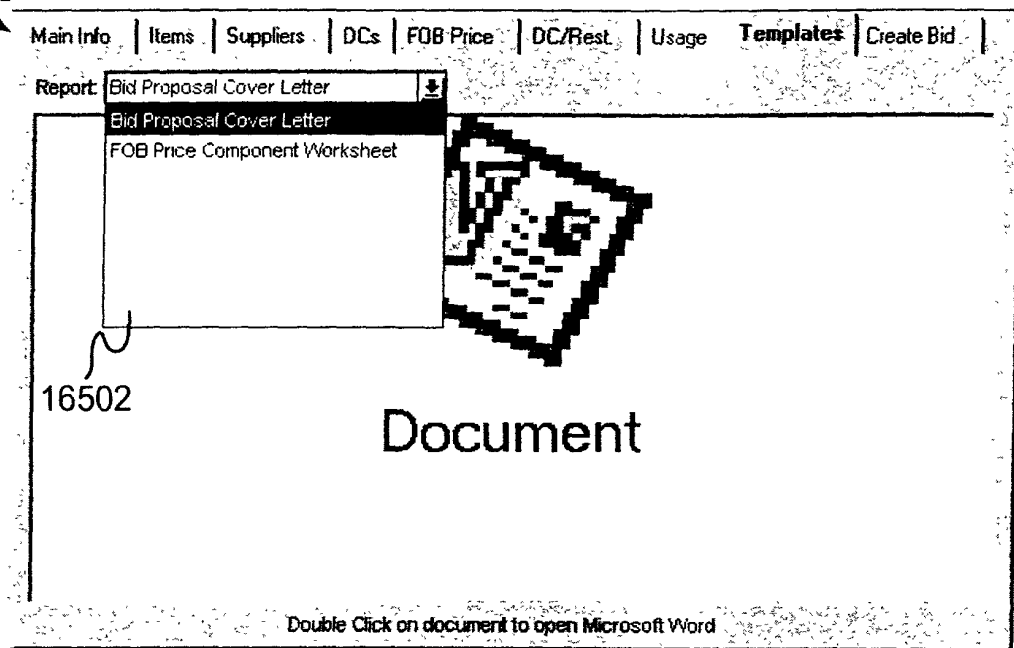 Main Info Items Suppliers DCs FOB Price DC/Rest. Usage Templates Create Bid
Report: Bid Proposal Cover Letter
Bid Proposal Cover Letter
FOB Price Component Worksheet
16502
Document
Double Click on document to open Microsoft Word